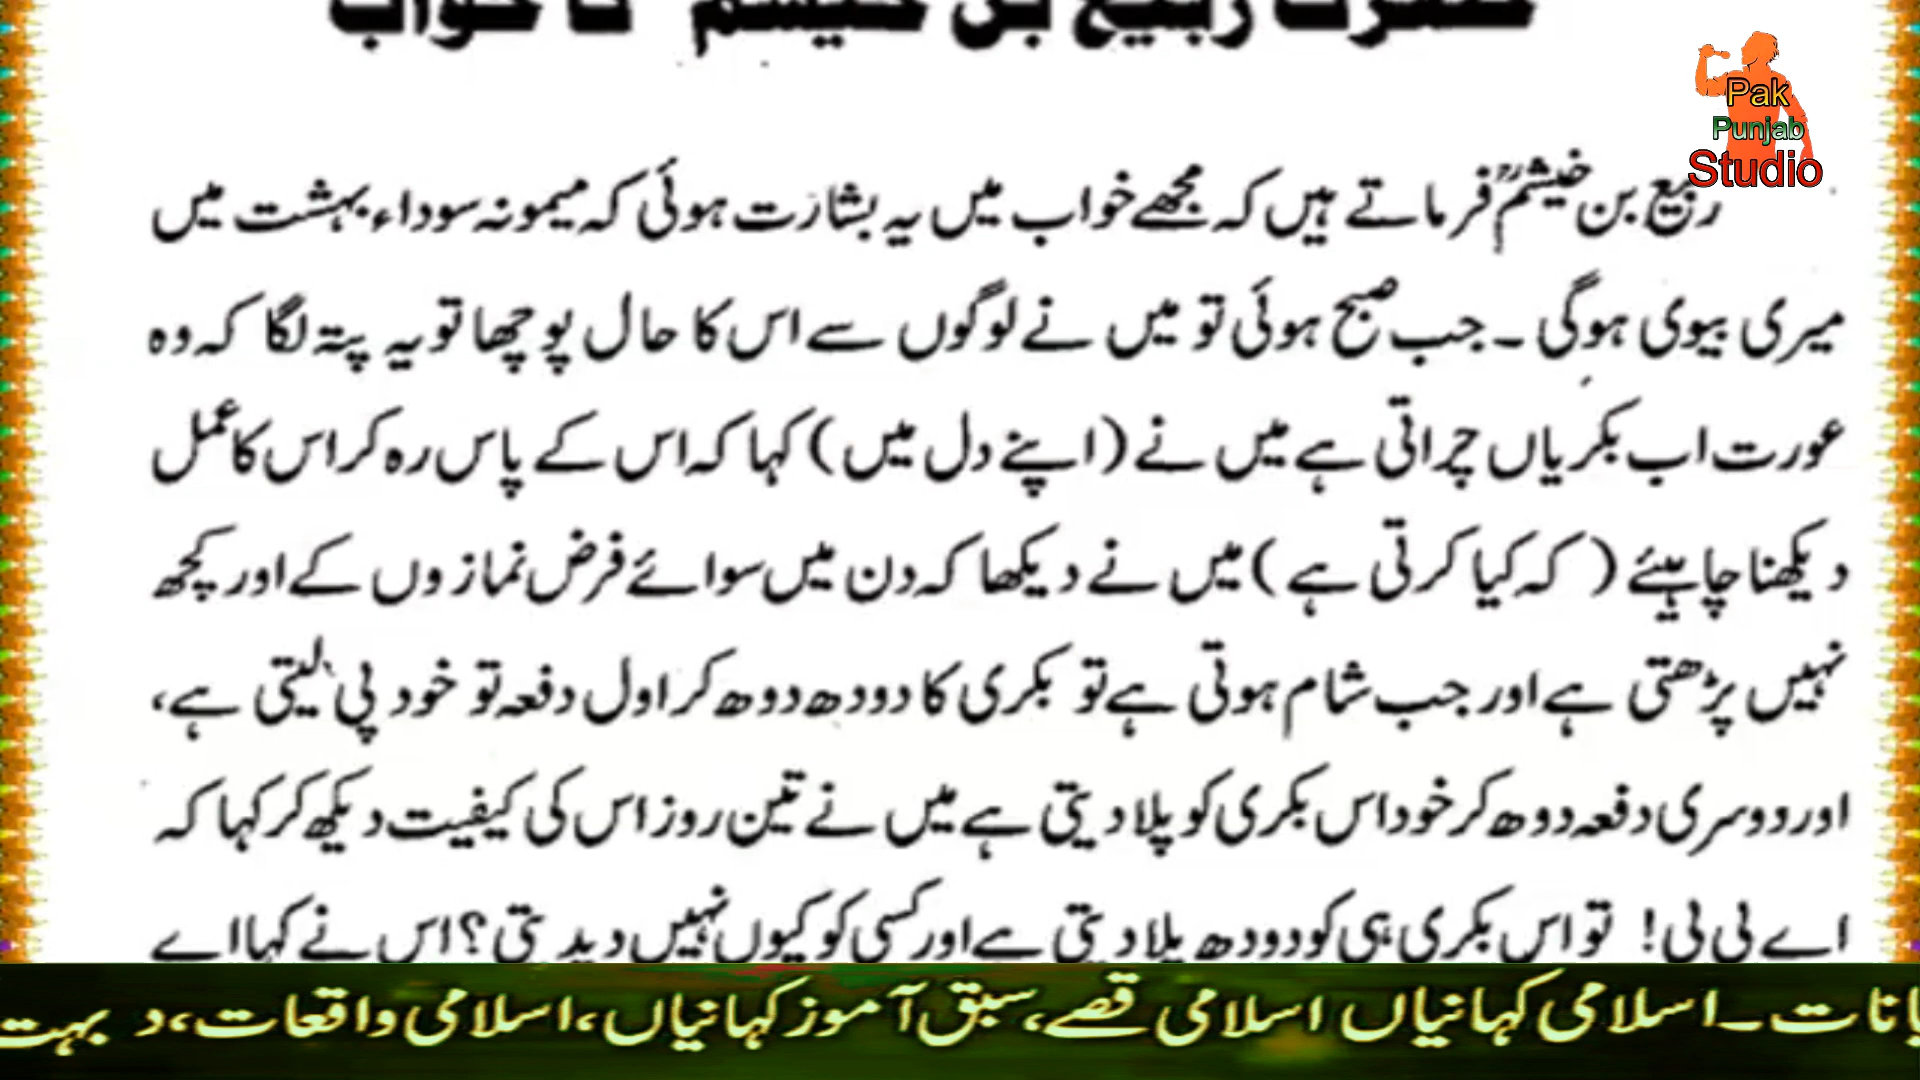 حضرت ربیع بن خیشم کا خواب
Pak
Punjab
Studio
ربیع بن خیشمؒ فرماتے ہیں کہ مجھے خواب میں یہ بشارت ہوئی کہ میمونہ سوداء بہشت میں
میری بیوی ہوگی ۔ جب صبح ہوئی تو میں نے لوگوں سے اس کا حال پوچھا تو یہ پتہ لگا کہ وہ
عورت اب بکریاں چراتی ہے میں نے (اپنے دل میں) کہا کہ اس کے پاس رہ کر اس کا عمل
دیکھنا چاہیئے (کہ کیا کرتی ہے) میں نے دیکھا کہ دن میں سوائے فرض نمازوں کے اور کچھ
نہیں پڑھتی ہے اور جب شام ہوتی ہے تو بکری کا دودھ دوھ کر اول دفعہ تو خود پی لیتی ہے،
اور دوسری دفعہ دوھ کر خود اس بکری کو پلا دیتی ہے میں نے تین روز اس کی کیفیت دیکھ کر کہا کہ
اے بی بی! تو اس بکری ہی کو دودھ پلا دیتی ہے اور کسی کو کیوں نہیں دیدیتی؟ اس نے کہا اے
یانات۔ اسلامی کہانیاں اسلامی قصے، سبق آموز کہانیاں، اسلامی واقعات، د بہت